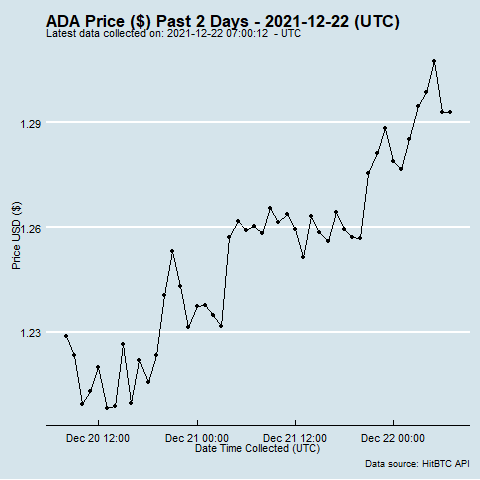 ADA Price ($) Past 2 Days - 2021-12-22 (UTC)
Latest data collected on: 2021-12-22 07:00:12 - UTC
1.29
1.26
1.23
Price USD ($)
Dec 20 12:00
Dec 21 00:00
Dec 21 12:00
Dec 22 00:00
Date Time Collected (UTC)
Data source: HitBTC API